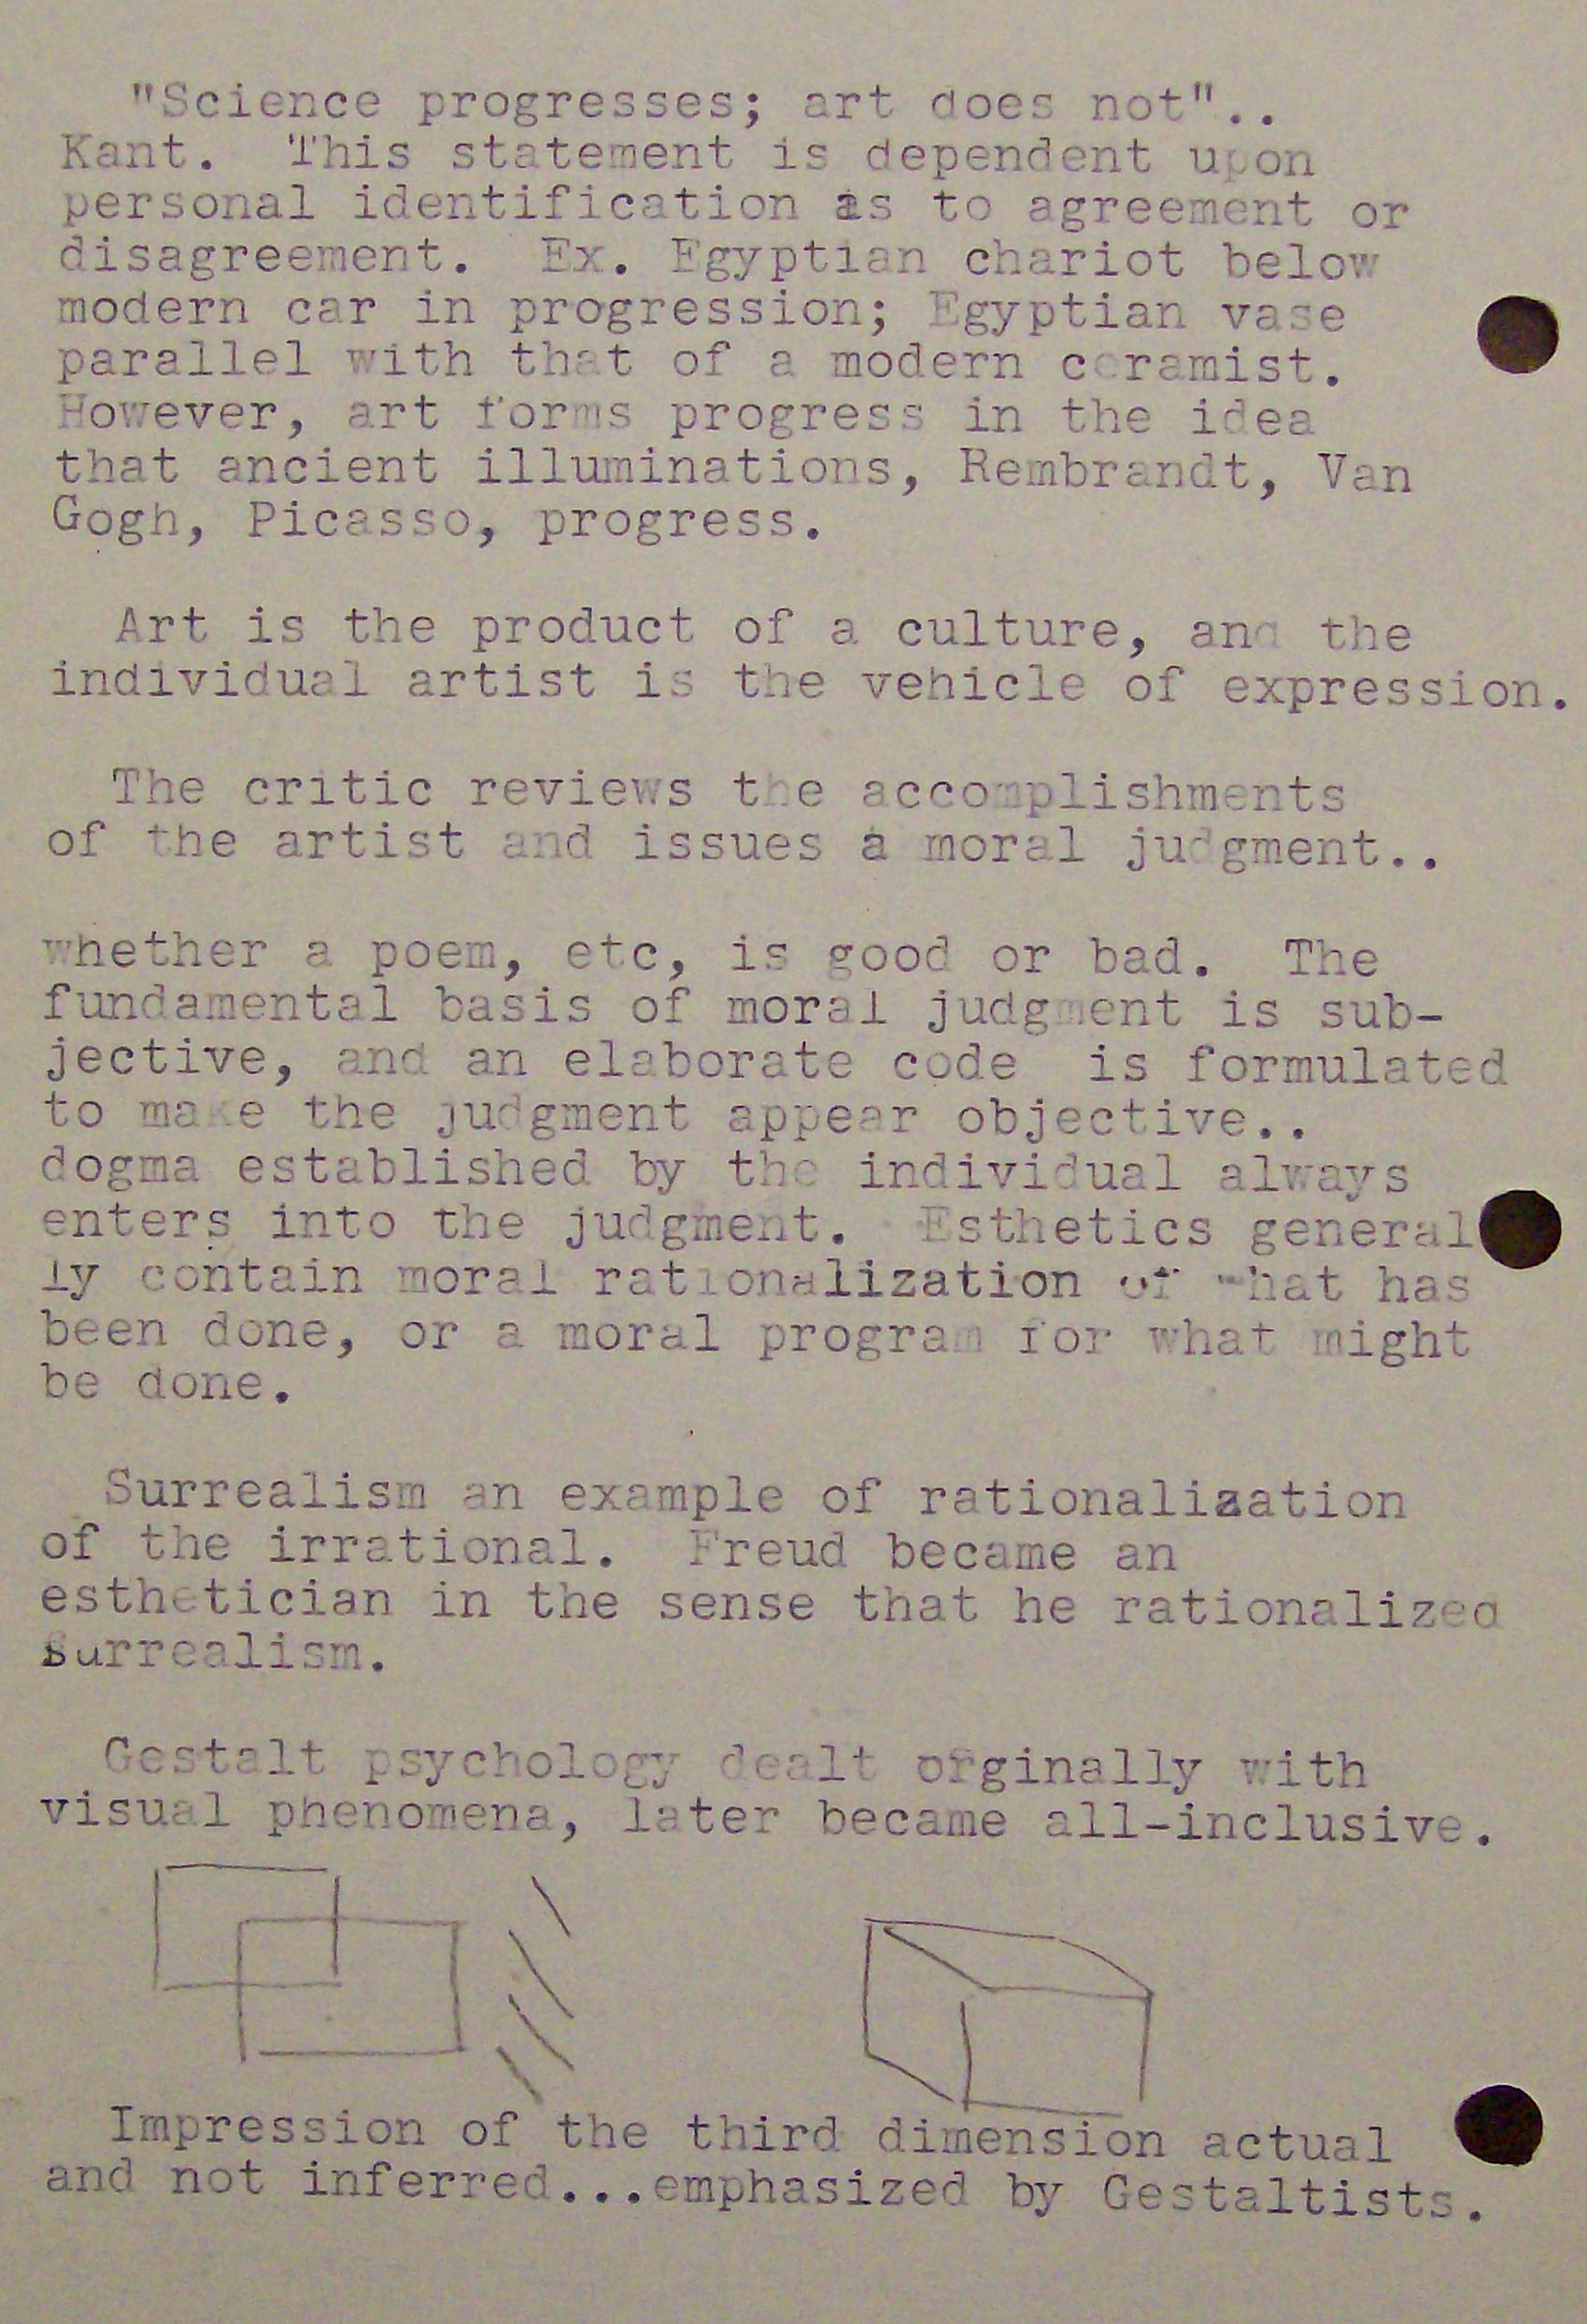 "Science progresses; art does not"..
Kant.  This statement is dependent upon
personal identification as to agreement or
disagreement.  Ex. Egyptian chariot below
modern car in progression; Egyptian vase
parallel with that of a modern ceramist.
However, art forms progress in the idea
that ancient illuminations, Rembrandt, Van
Gogh, Picasso, progress.
Art is the product of a culture, and the
individual artist is the vehicle of expression.
The critic reviews the accomplishments
of the artist and issues a moral judgment..
whether a poem, etc, is good or bad.  The
fundamental basis of moral judgment is sub-
jective, and an elaborate code  is formulated
to make the judgment appear objective..
dogma established by the individual always
enters into the judgment.  Esthetics general
ly contain moral rationalization of what has
been done, or a moral program for what might
be done.
Surrealism an example of rationalization
of the irrational.  Freud became an
esthetician in the sense that he rationalized
Surrealism.
Gestalt psychology dealt orginally with
visual phenomena, later became all-inclusive.
Impression of the third dimension actual
and not inferred...emphasized by Gestaltists.